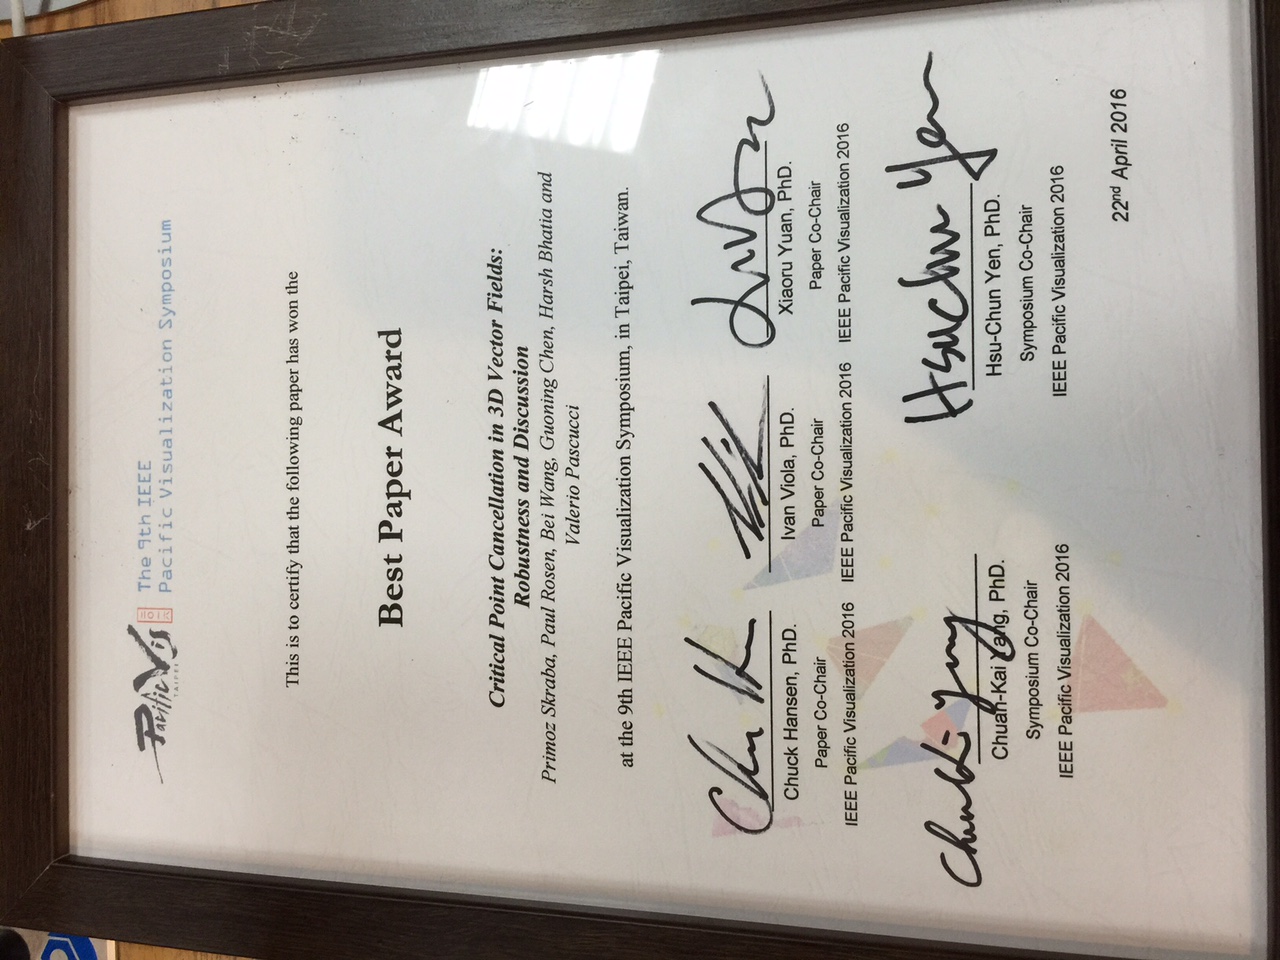 PacificVis
TAIPEI
The 9th IEEE
Pacific Visualization Symposium
This is to certify that the following paper has won the
Best Paper Award
Critical Point Cancellation in 3D Vector Fields:
Robustness and Discussion
Primoz Skraba, Paul Rosen, Bei Wang, Guoning Chen, Harsh Bhatia and
Valerio Pascucci
at the 9th IEEE Pacific Visualization Symposium, in Taipei, Taiwan.
Chuck Hansen, PhD.
Paper Co-Chair
IEEE Pacific Visualization 2016
Ivan Viola, PhD.
Paper Co-Chair
IEEE Pacific Visualization 2016
Xiaoru Yuan, PhD.
Paper Co-Chair
IEEE Pacific Visualization 2016
Chuan-Kai Yang, PhD.
Symposium Co-Chair
IEEE Pacific Visualization 2016
Hsuchun Yen
Hsu-Chun Yen, PhD.
Symposium Co-Chair
IEEE Pacific Visualization 2016
22nd April 2016